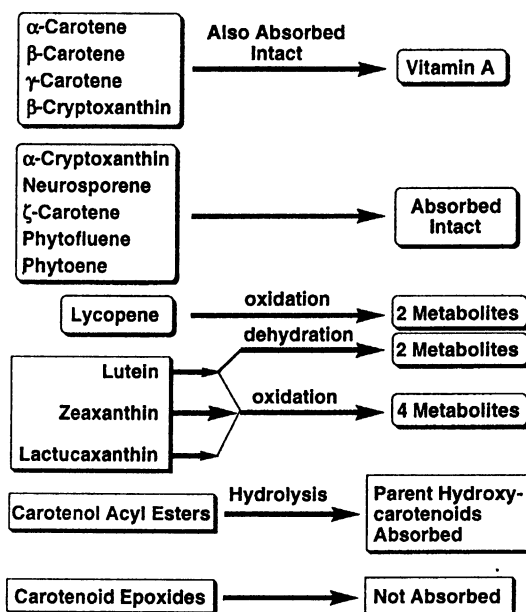 α-Carotene
β-Carotene
γ-Carotene
β-Cryptoxanthin
Also Absorbed
Intact
Vitamin A
α-Cryptoxanthin
Neurosporene
ζ-Carotene
Phytofluene
Phytoene
Absorbed
Intact
Lycopene
oxidation
2 Metabolites
dehydration
2 Metabolites
Lutein
Zeaxanthin
Lactucaxanthin
oxidation
4 Metabolites
Carotenol Acyl Esters
Hydrolysis
Parent Hydroxy-
carotenoids
Absorbed
Carotenoid Epoxides
Not Absorbed